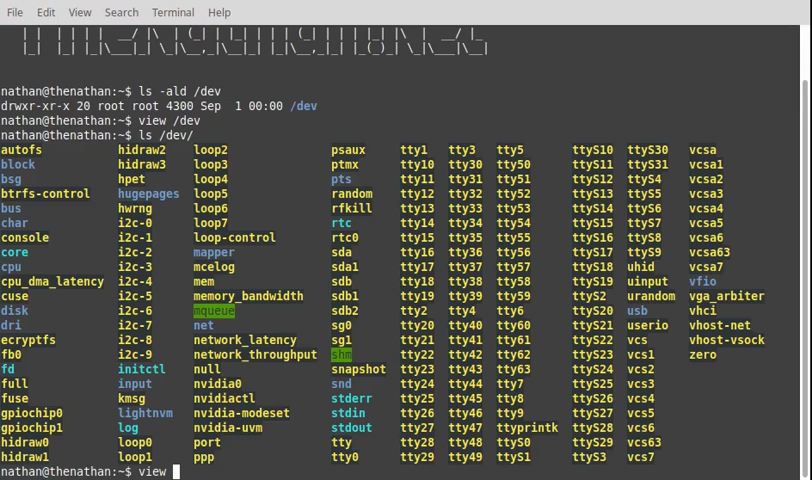 File Edit View Search Terminal Help
nathan@thenathan:~$ ls -ald /dev
drwxr-xr-x 20 root root 4300 Sep  1 00:00 /dev
nathan@thenathan:~$ view /dev
nathan@thenathan:~$ ls /dev/
autofs hidraw2 loop2 psaux tty1 tty3 tty5 ttyS10 ttyS30 vcsa
block hidraw3 loop3 ptmx tty10 tty30 tty50 ttyS11 ttyS31 vcsa1
bsg hpet loop4 pts tty11 tty31 tty51 ttyS12 ttyS4 vcsa2
btrfs-control hugepages loop5 random tty12 tty32 tty52 ttyS13 ttyS5 vcsa3
bus hwrng loop6 rfkill tty13 tty33 tty53 ttyS14 ttyS6 vcsa4
char i2c-0 loop7 rtc tty14 tty34 tty54 ttyS15 ttyS7 vcsa5
console i2c-1 loop-control rtc0 tty15 tty35 tty55 ttyS16 ttyS8 vcsa6
core i2c-2 mapper sda tty16 tty36 tty56 ttyS17 ttyS9 vcsa63
cpu i2c-3 mcelog sda1 tty17 tty37 tty57 ttyS18 uhid vcsa7
cpu_dma_latency i2c-4 mem sdb tty18 tty38 tty58 ttyS19 uinput vfio
cuse i2c-5 memory_bandwidth sdb1 tty19 tty39 tty59 ttyS2 urandom vga_arbiter
disk i2c-6 mqueue sdb2 tty2 tty4 tty6 ttyS20 usb vhci
dri i2c-7 net sg0 tty20 tty40 tty60 ttyS21 userio vhost-net
ecryptfs i2c-8 network_latency sg1 tty21 tty41 tty61 ttyS22 vcs vhost-vsock
fb0 i2c-9 network_throughput shm tty22 tty42 tty62 ttyS23 vcs1 zero
fd initctl null snapshot tty23 tty43 tty63 ttyS24 vcs2
full input nvidia0 snd tty24 tty44 tty7 ttyS25 vcs3
fuse kmsg nvidiactl stderr tty25 tty45 tty8 ttyS26 vcs4
gpiochip0 lightnvm nvidia-modeset stdin tty26 tty46 tty9 ttyS27 vcs5
gpiochip1 log nvidia-uvm stdout tty27 tty47 ttyprintk ttyS28 vcs6
hidraw0 loop0 port tty tty28 tty48 ttyS0 ttyS29 vcs63
hidraw1 loop1 ppp tty0 tty29 tty49 ttyS1 ttyS3 vcs7
nathan@thenathan:~$ view